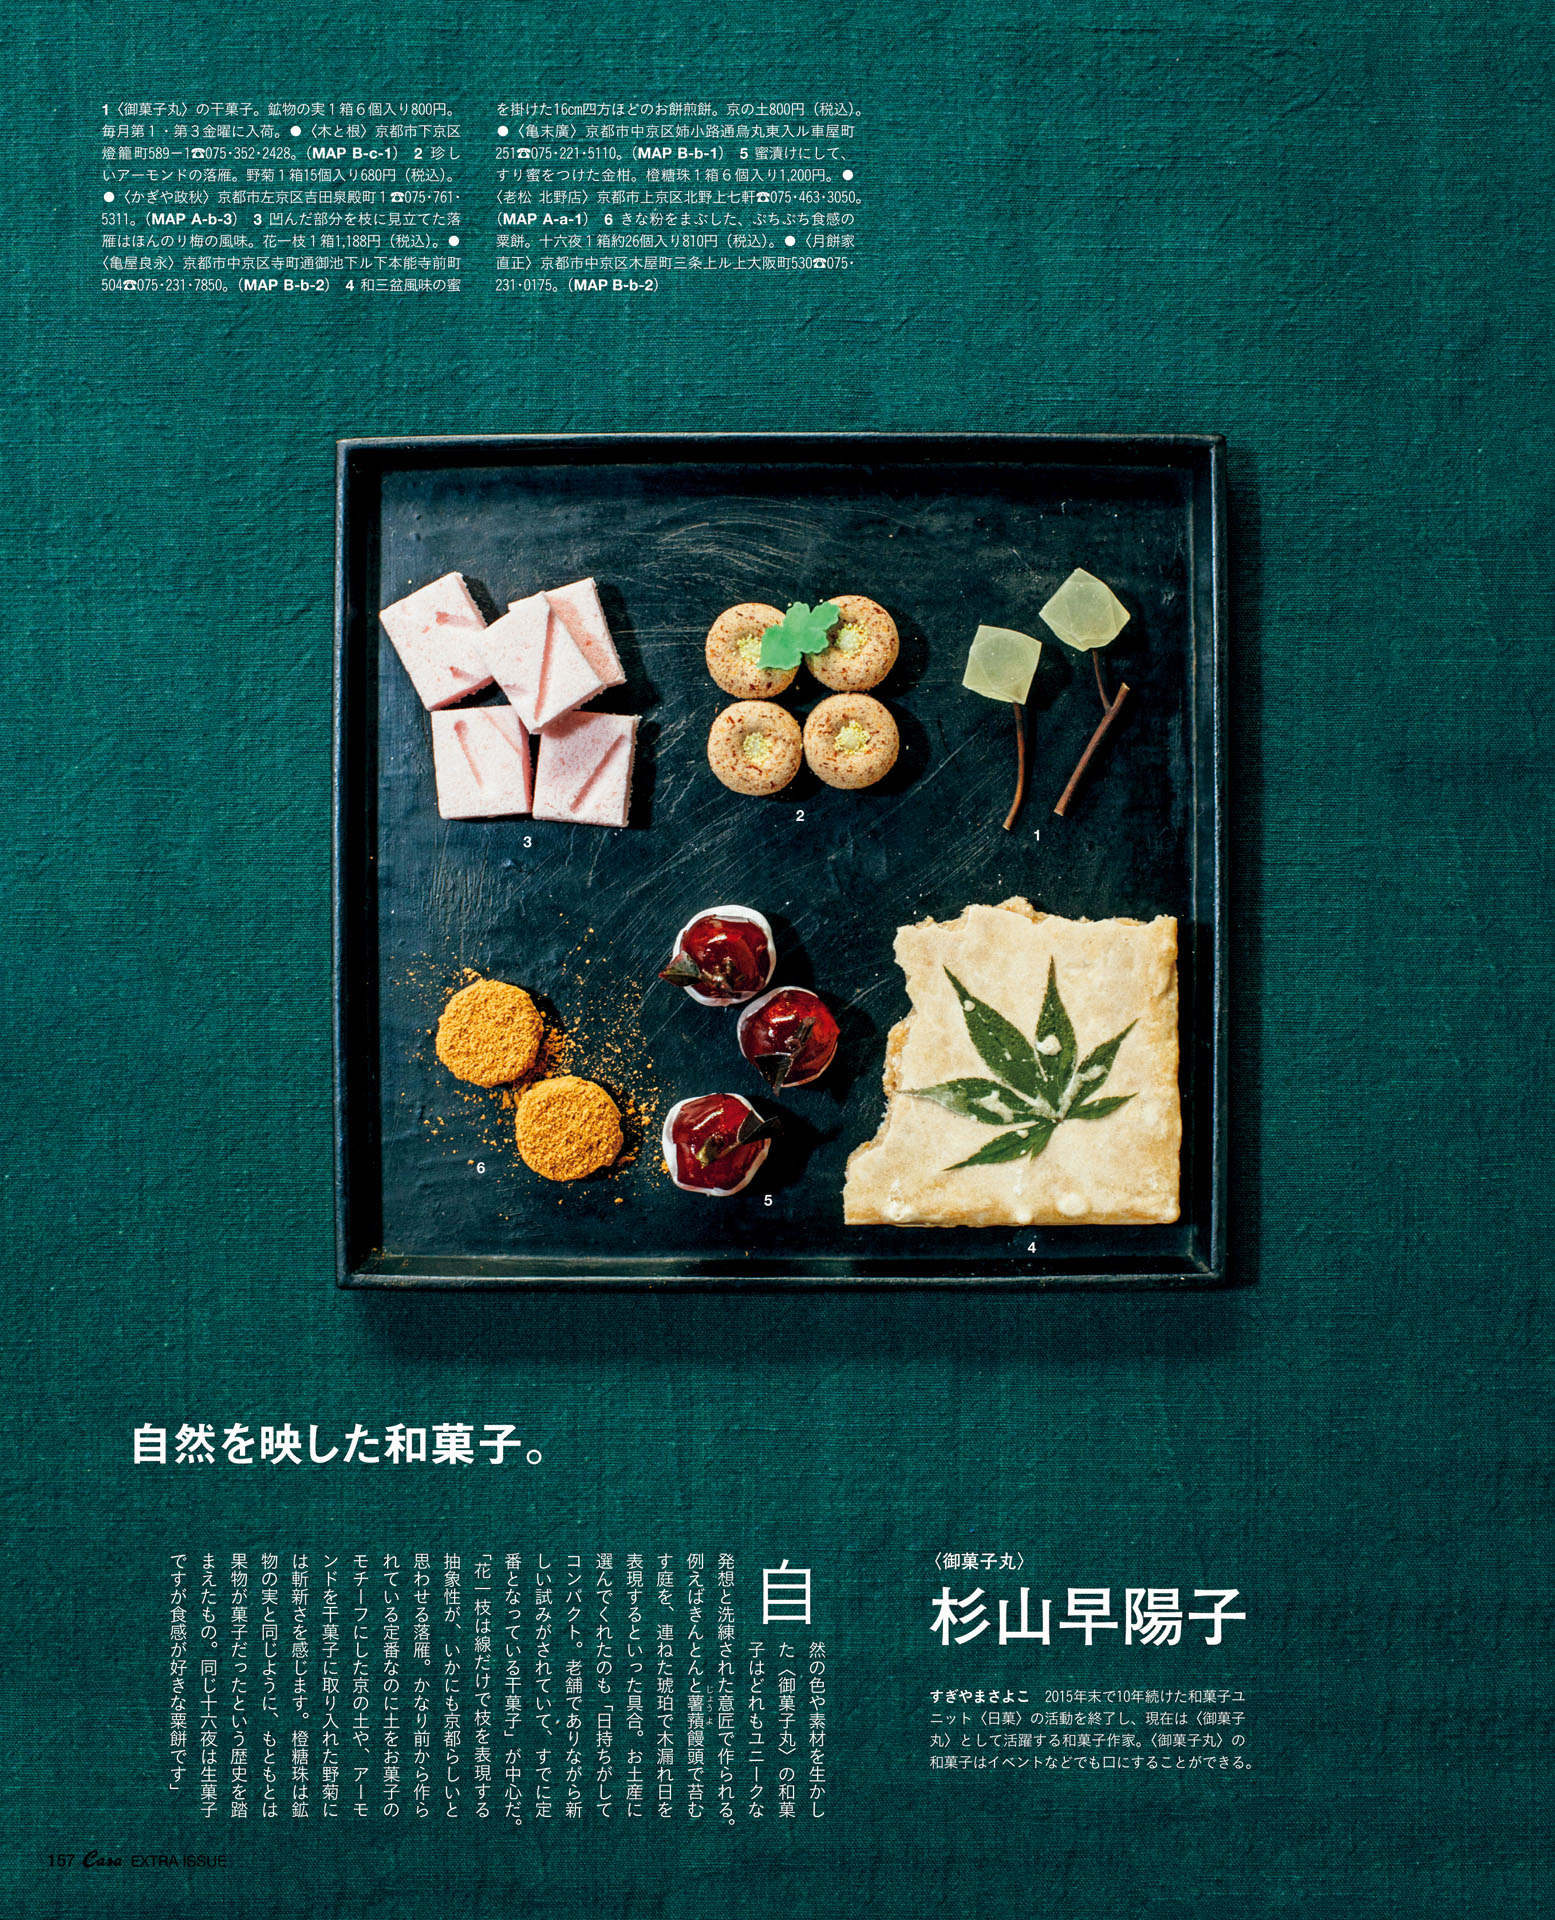 1〈御菓子丸〉の干菓子。鉱物の実1箱6個入り800円。
毎月第1・第3金曜に入荷。●〈木と根〉京都市下京区
燈籠町589−1☎075・352・2428。（MAP B-c-1） 2 珍し
いアーモンドの落雁。野菊1箱15個入り680円（税込）。
●〈かぎや政秋〉京都市左京区吉田泉殿町1☎075・761・
5311。（MAP A-b-3） 3 凹んだ部分を枝に見立てた落
雁はほんのり梅の風味。花一枝1箱1,188円（税込）。●
〈亀屋良永〉京都市中京区寺町通御池下ル下本能寺前町
504☎075・231・7850。（MAP B-b-2） 4 和三盆風味の蜜
を掛けた16cm四方ほどのお餅煎餅。京の土800円（税込）。
●〈亀末廣〉京都市中京区姉小路通烏丸東入ル車屋町
251☎075・221・5110。（MAP B-b-1） 5 蜜漬けにして、
すり蜜をつけた金柑。橙糖珠1箱6個入り1,200円。●
〈老松 北野店〉京都市上京区北野上七軒☎075・463・3050。
（MAP A-a-1） 6 きな粉をまぶした、ぷちぷち食感の
粟餅。十六夜1箱約26個入り810円（税込）。●〈月餅家
直正〉京都市中京区木屋町三条上ル上大阪町530☎075・
231・0175。（MAP B-b-2）
3
2
1
6
5
4
自然を映した和菓子。
〈御菓子丸〉
杉山早陽子
すぎやまさよこ 2015年末で10年続けた和菓子ユ
ニット〈日菓〉の活動を終了し、現在は〈御菓子
丸〉として活躍する和菓子作家。〈御菓子丸〉の
和菓子はイベントなどでも口にすることができる。
自然の色や素材を生かし
た〈御菓子丸〉の和菓
子はどれもユニークな
発想と洗練された意匠で作られる。
例えばきんとんと薯蕷饅頭で苔む
じょうよ
す庭を、連ねた琥珀で木漏れ日を
表現するといった具合。お土産に
選んでくれたのも「日持ちがして
コンパクト。老舗でありながら新
しい試みがされていて、すでに定
番となっている干菓子」が中心だ。
「花一枝は線だけで枝を表現する
抽象性が、いかにも京都らしいと
思わせる落雁。かなり前から作ら
れている定番なのに土をお菓子の
モチーフにした京の土や、アーモ
ンドを干菓子に取り入れた野菊に
は斬新さを感じます。橙糖珠は鉱
物の実と同じように、もともとは
果物が菓子だったという歴史を踏
まえたもの。同じ十六夜は生菓子
ですが食感が好きな粟餅です」
157 Casa EXTRA ISSUE